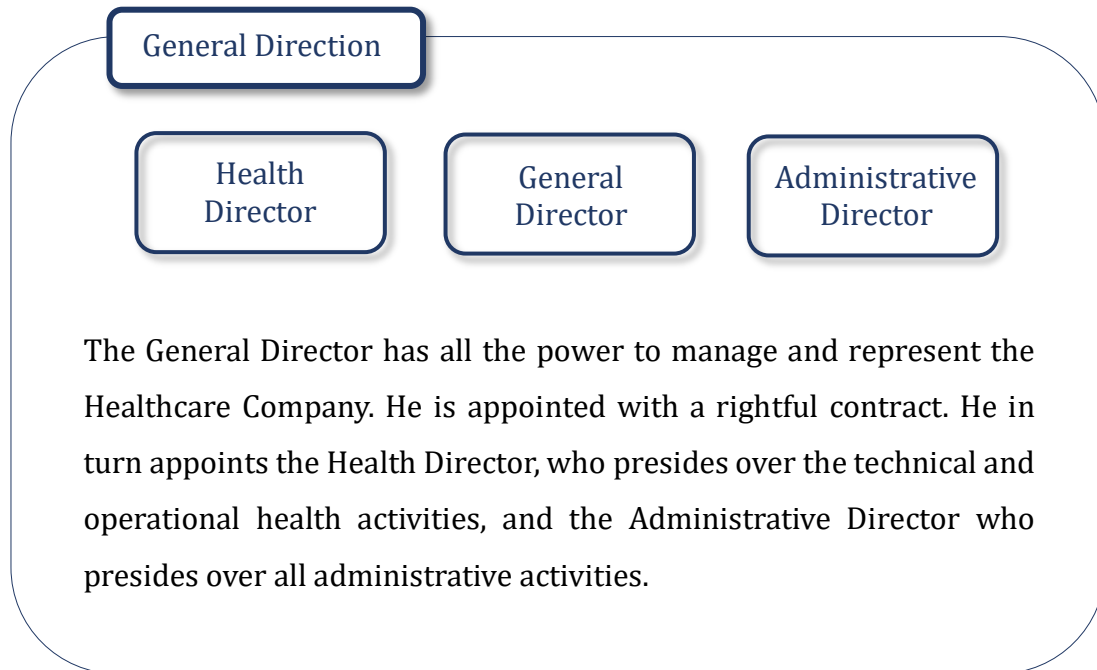 General Direction
Health
Director
General
Director
Administrative
Director
The General Director has all the power to manage and represent the
Healthcare Company. He is appointed with a rightful contract. He in
turn appoints the Health Director, who presides over the technical and
operational health activities, and the Administrative Director who
presides over all administrative activities.